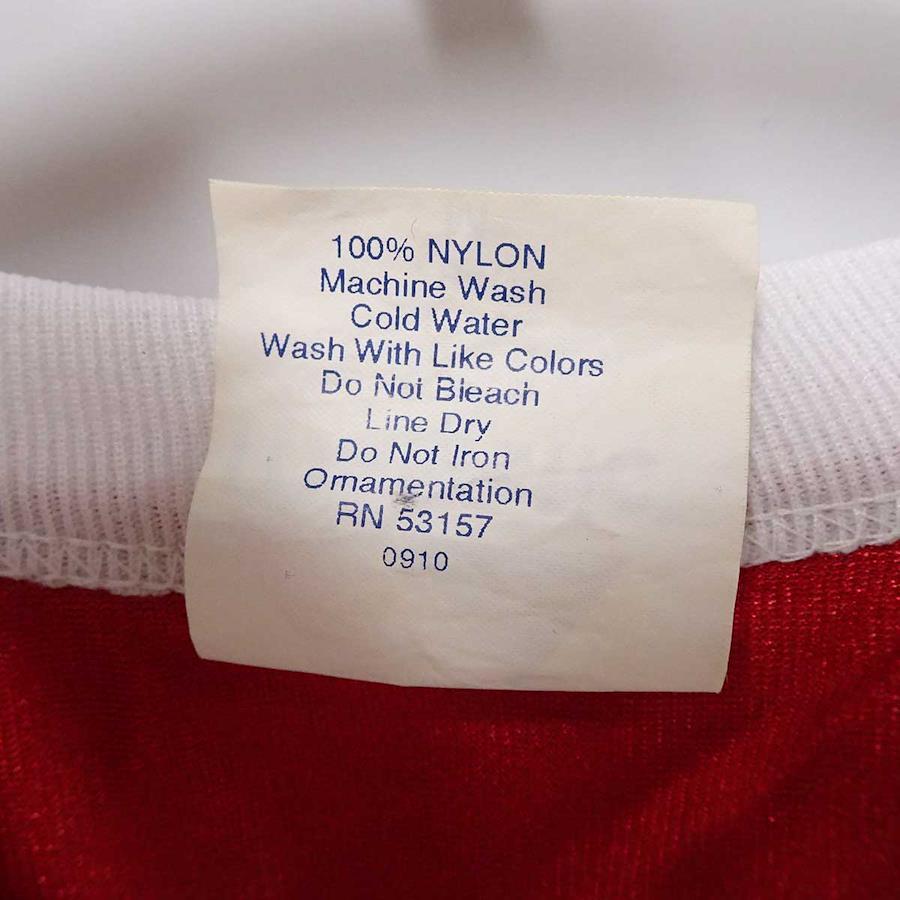 100% NYLON
Machine Wash
Cold Water
Wash With Like Colors
Do Not Bleach
Line Dry
Do Not Iron
Ornamentation
RN 53157
0910